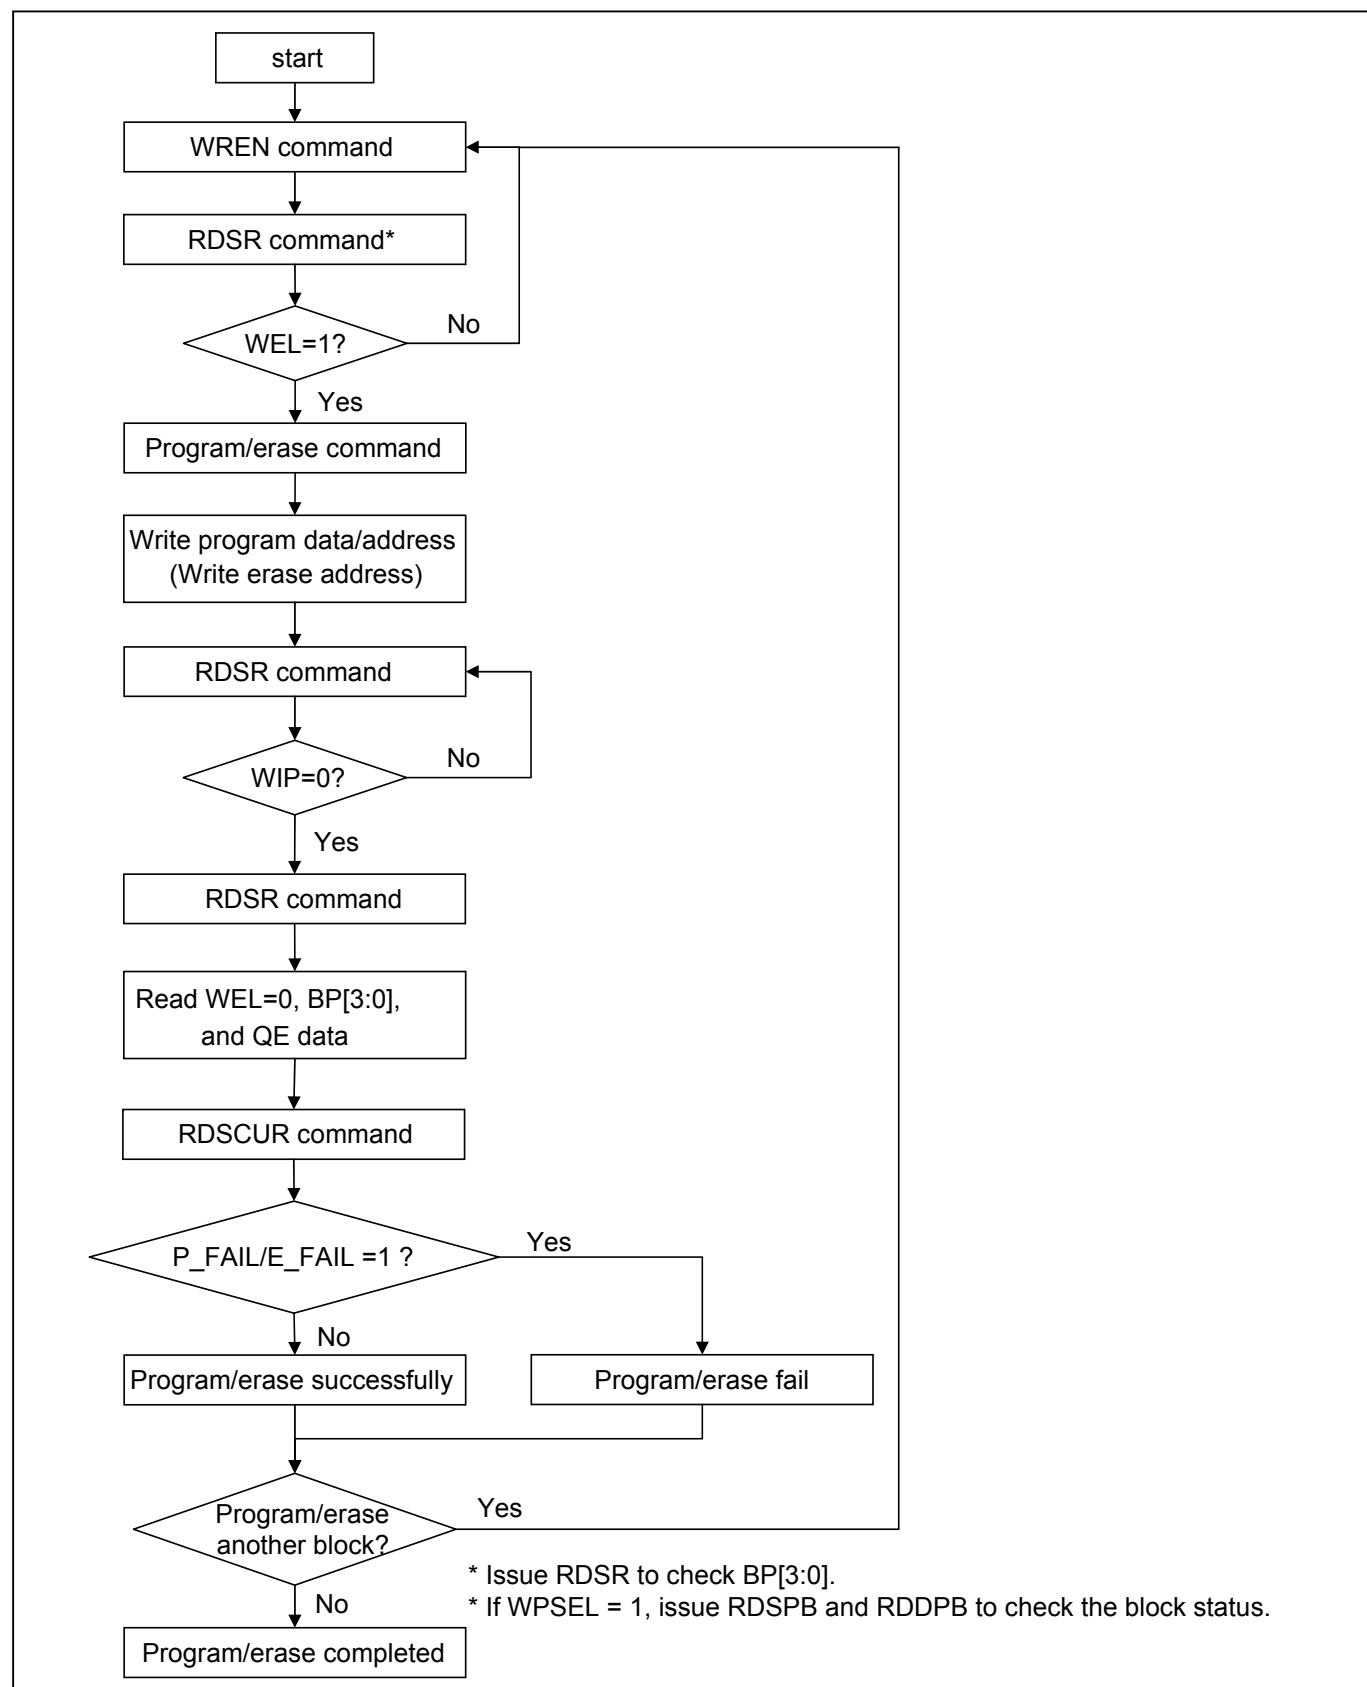 start
WREN command
RDSR command*
WEL=1?
No
Yes
Program/erase command
Write program data/address
(Write erase address)
RDSR command
WIP=0?
No
Yes
RDSR command
Read WEL=0, BP[3:0],
and QE data
RDSCUR command
P_FAIL/E_FAIL =1 ?
Yes
No
Program/erase successfully
Program/erase fail
Program/erase
another block?
Yes
No
* Issue RDSR to check BP[3:0].
* If WPSEL = 1, issue RDSPB and RDDPB to check the block status.
Program/erase completed